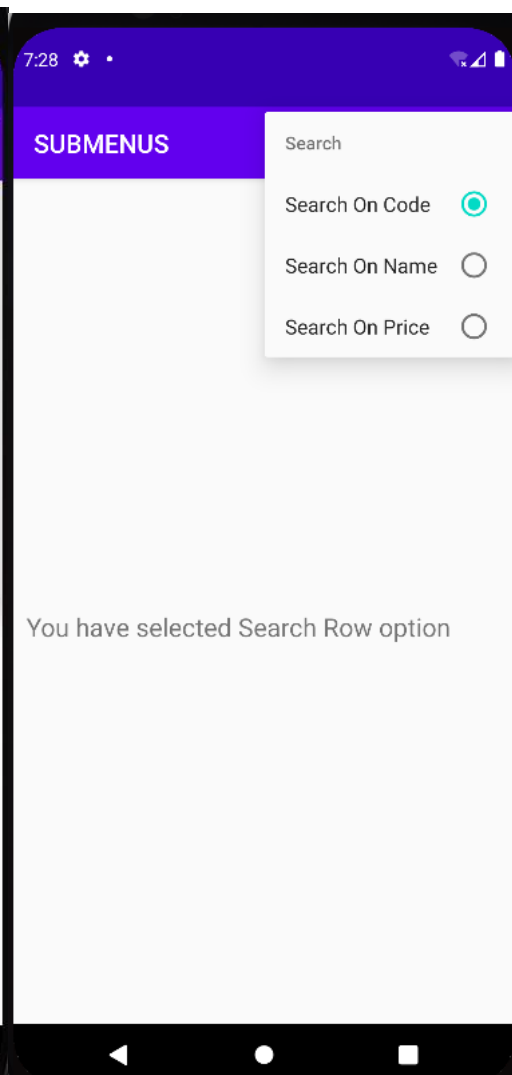 7:28
SUBMENUS
Search
Search On Code
Search On Name
Search On Price
You have selected Search Row option